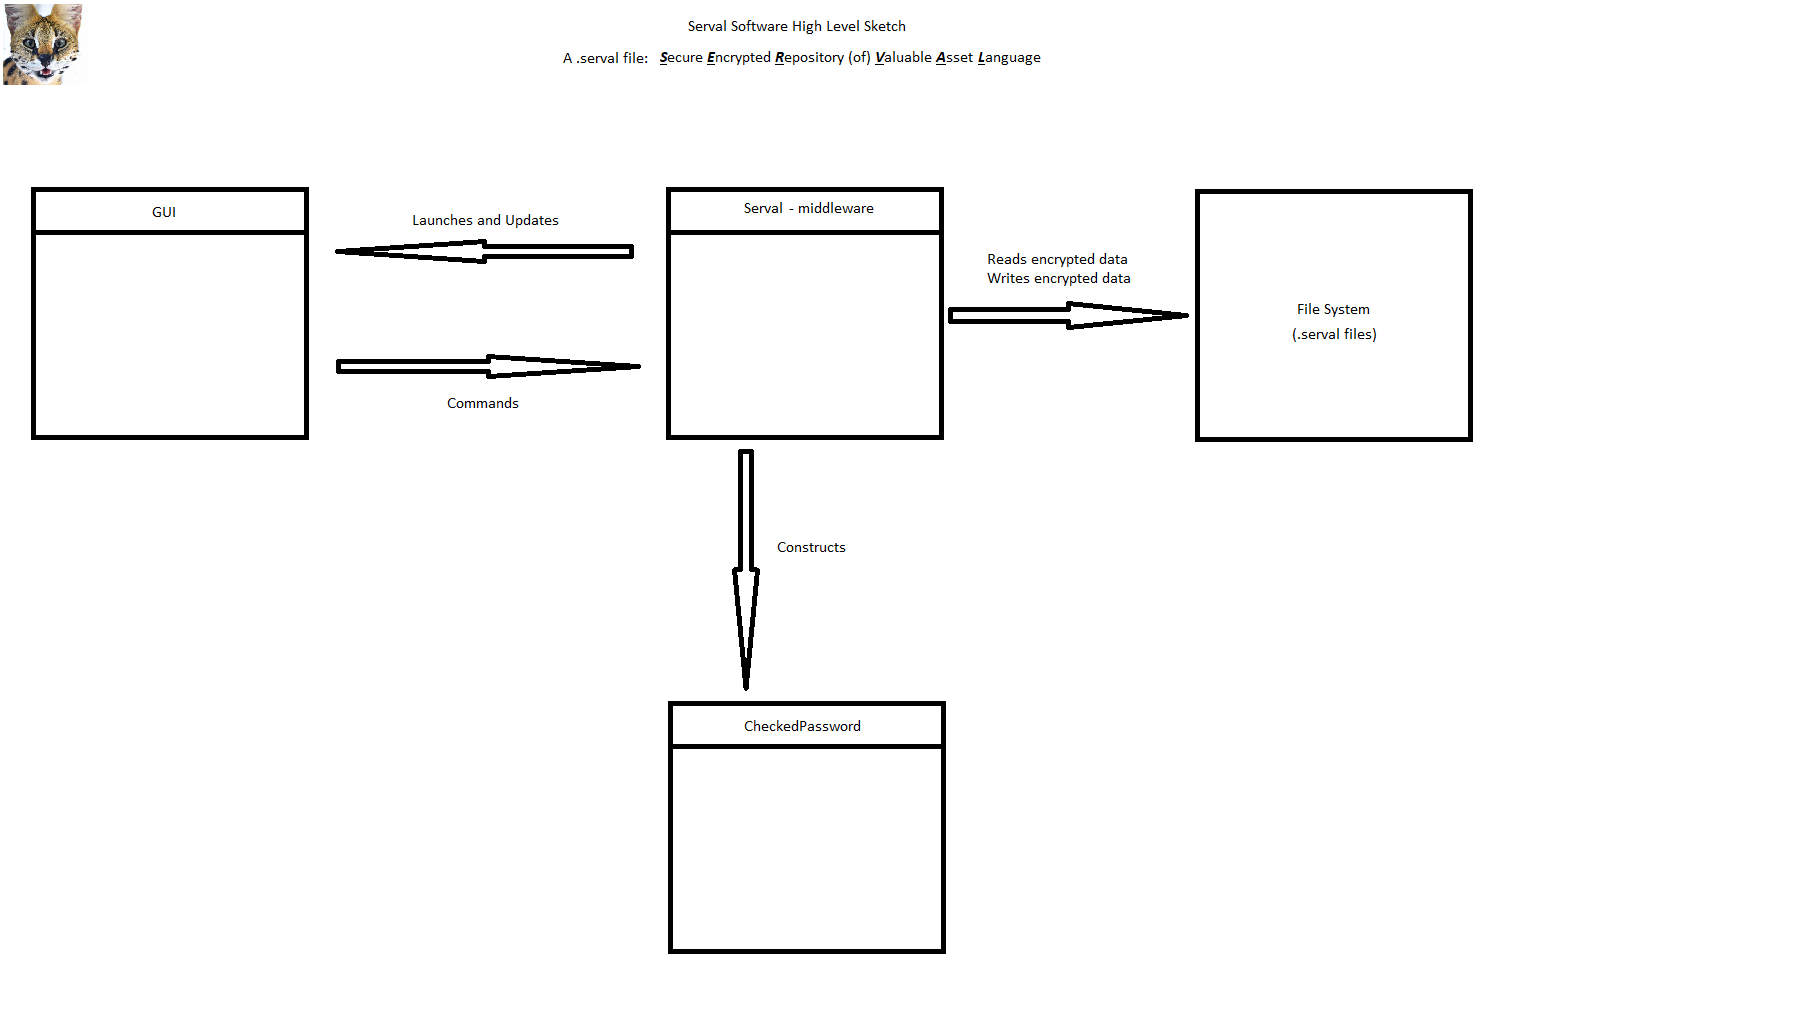 Serval Software High Level Sketch
A .serval file: Secure Encrypted Repository (of) Valuable Asset Language
GUI
Launches and Updates
Commands
Serval - middleware
Reads encrypted data
Writes encrypted data
File System
(.serval files)
Constructs
CheckedPassword